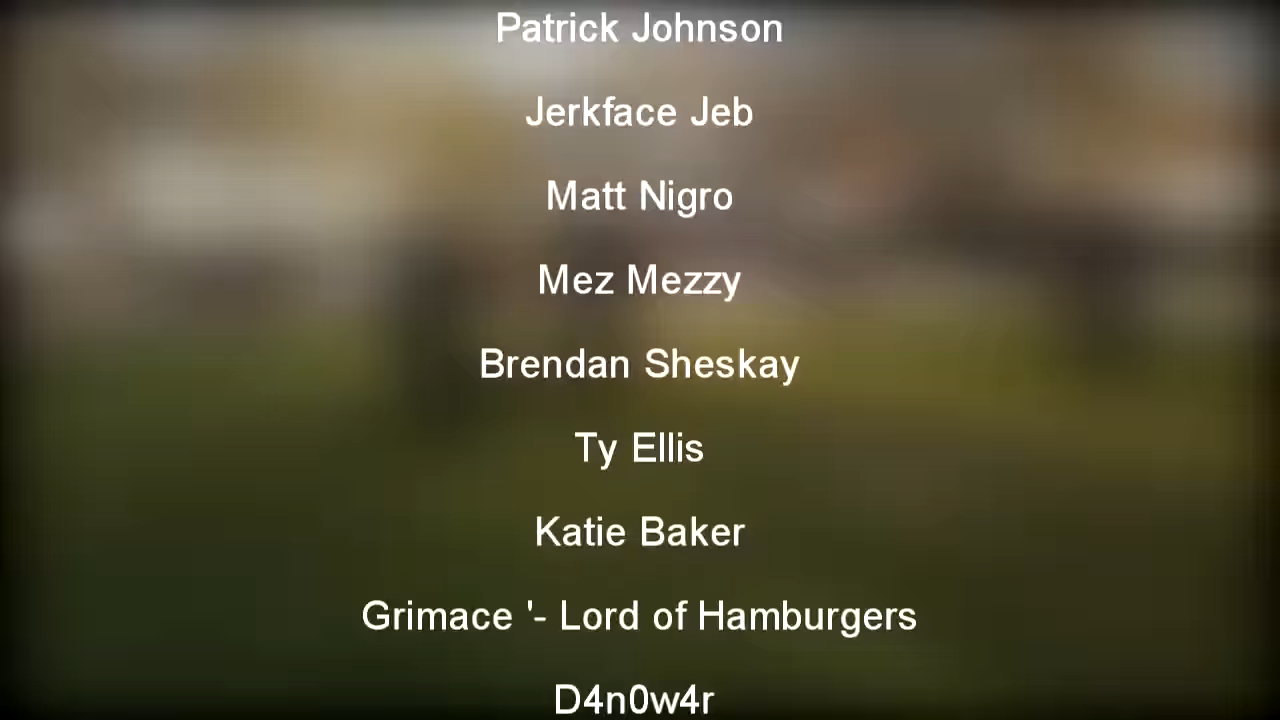 Patrick Johnson
Jerkface Jeb
Matt Nigro
Mez Mezzy
Brendan Sheskay
Ty Ellis
Katie Baker
Grimace '- Lord of Hamburgers
D4n0w4r